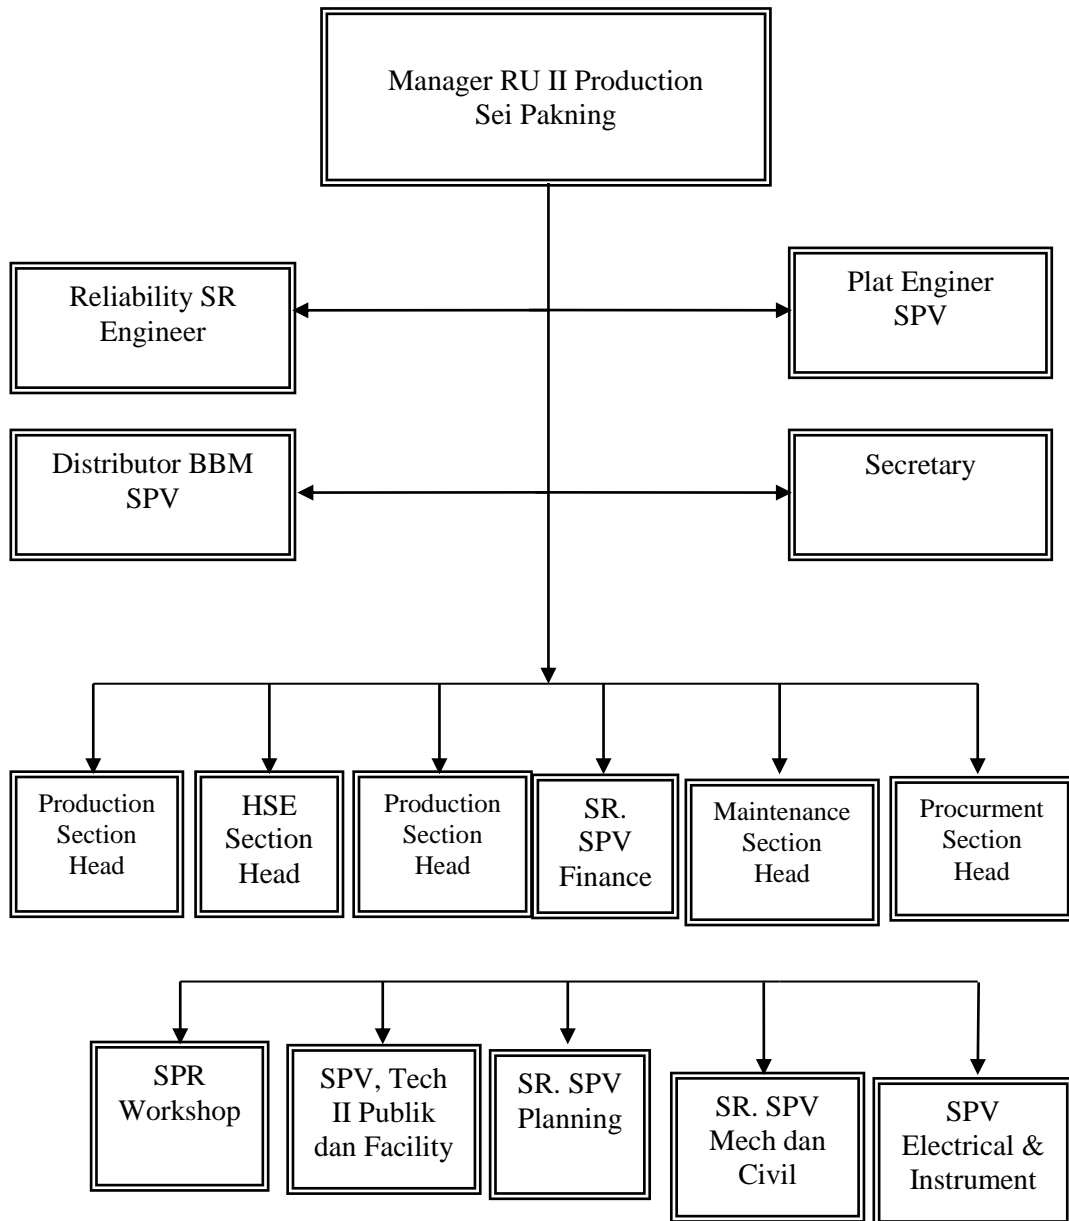 Manager RU II Production
Sei Pakning
Reliability SR
Engineer
Plat Enginer
SPV
Distributor BBM
SPV
Secretary
Production
Section
Head
HSE
Section
Head
Production
Section
Head
SR.
SPV
Finance
Maintenance
Section
Head
Procurment
Section
Head
SPR
Workshop
SPV, Tech
II Publik
dan Facility
SR. SPV
Planning
SR. SPV
Mech dan
Civil
SPV
Electrical &
Instrument